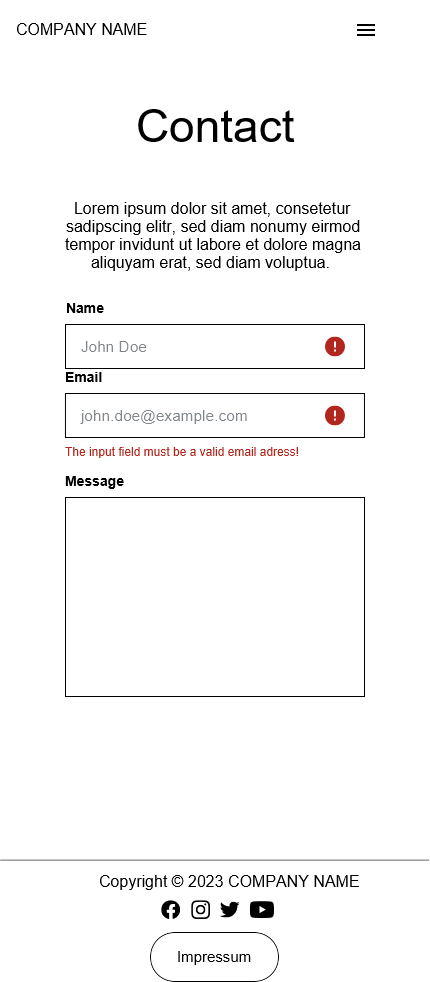 COMPANY NAME
Contact
Lorem ipsum dolor sit amet, consetetur
sadipscing elitr, sed diam nonumy eirmod
tempor invidunt ut labore et dolore magna
aliquyam erat, sed diam voluptua.
Name
John Doe
Email
john.doe@example.com
The input field must be a valid email adress!
Message
Copyright © 2023 COMPANY NAME
Impressum